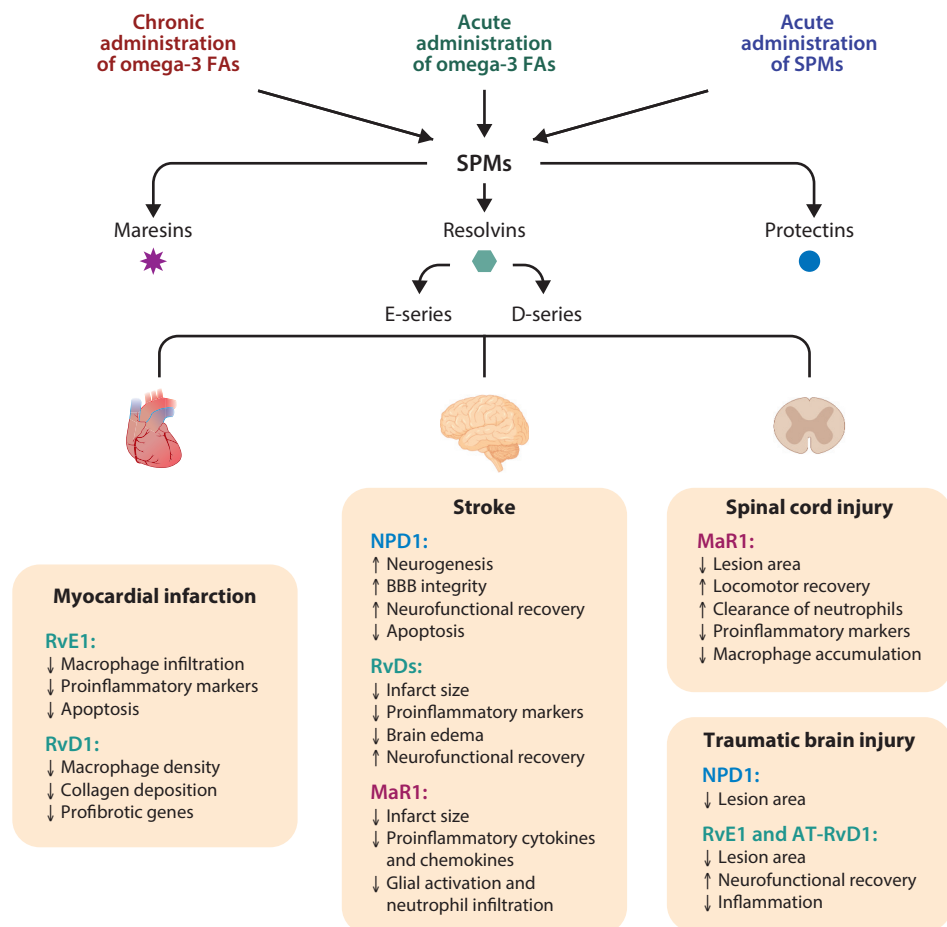 Chronic
administration
of omega-3 FAs
Acute
administration
of omega-3 FAs
Acute
administration
of SPMs
SPMs
Maresins
Resolvins
Protectins
E-series
D-series
Myocardial infarction
RvE1:
↓ Macrophage infiltration
↓ Proinflammatory markers
↓ Apoptosis
RvD1:
↓ Macrophage density
↓ Collagen deposition
↓ Profibrotic genes
Stroke
NPD1:
↑ Neurogenesis
↑ BBB integrity
↑ Neurofunctional recovery
↓ Apoptosis
RvDs:
↓ Infarct size
↓ Proinflammatory markers
↓ Brain edema
↑ Neurofunctional recovery
MaR1:
↓ Infarct size
↓ Proinflammatory cytokines
and chemokines
↓ Glial activation and
neutrophil infiltration
Spinal cord injury
MaR1:
↓ Lesion area
↑ Locomotor recovery
↑ Clearance of neutrophils
↓ Proinflammatory markers
↓ Macrophage accumulation
Traumatic brain injury
NPD1:
↓ Lesion area
RvE1 and AT-RvD1:
↓ Lesion area
↑ Neurofunctional recovery
↓ Inflammation